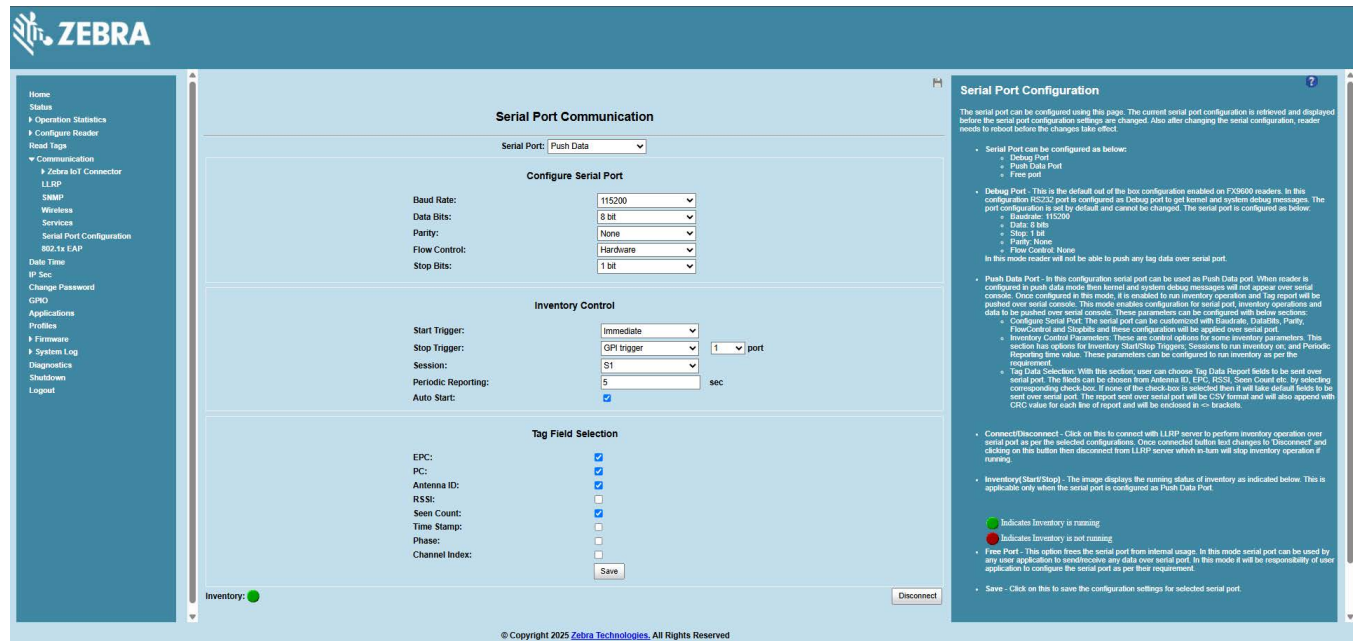 ZEBRA
Home
Status
Operation Statistics
Configure Reader
Read Tags
Communication
Zebra IoT Connector
LLRP
SNMP
Wireless
Services
Serial Port Configuration
802.1x EAP
Date Time
IP Sec
Change Password
GPIO
Applications
Profiles
Firmware
System Log
Diagnostics
Shutdown
Logout
Serial Port Communication
Serial Port: Push Data
Configure Serial Port
Baud Rate: 115200
Data Bits: 8 bit
Parity: None
Flow Control: Hardware
Stop Bits: 1 bit
Inventory Control
Start Trigger: Immediate
Stop Trigger: GPI trigger 1 port
Session: S1
Periodic Reporting: 5 sec
Auto Start:
Tag Field Selection
EPC:
PC:
Antenna ID:
RSSI:
Seen Count:
Time Stamp:
Phase:
Channel Index:
Save
Inventory:
Disconnect
?
Serial Port Configuration
The serial port can be configured using this page. The current serial port configuration is retrieved and displayed
before the serial port configuration settings are changed. Also after changing the serial configuration, reader
needs to reboot before the changes take effect.
• Serial Port can be configured as below:
Debug Port
Push Data Port
Free port
• Debug Port - This is the default out of the box configuration enabled on FX9600 readers. In this
configuration RS232 port is configured as Debug port to get kernel and system debug messages. The
port configuration is set by default and cannot be changed. The serial port is configured as below:
Baudrate: 115200
Data: 8 bits
Stop: 1 bit
Parity: None
Flow Control: None
In this mode reader will not be able to push any tag data over serial port.
• Push Data Port - In this configuration serial port can be used as Push Data port. When reader is
configured in push data mode then kernel and system debug messages will not appear over serial
console. Once configured in this mode, it is enabled to run inventory operation and Tag report will be
pushed over serial console. This mode enables configuration for serial port, inventory operations and
data to be pushed over serial console. These parameters can be configured with below sections:
Configure Serial Port: The serial port can be customized with Baudrate, DataBits, Parity,
FlowControl and Stopbits and these configuration will be applied over serial port.
Inventory Control Parameters: These are control options for some inventory parameters. This
section has options for Inventory Start/Stop Triggers; Sessions to run inventory on; and Periodic
Reporting time value. These parameters can be configured to run inventory as per the
requirement.
Tag Data Selection: With this section; user can choose Tag Data Report fields to be sent over
serial port. The fileds can be chosen from Antenna ID, EPC, RSSI, Seen Count etc. by selecting
corresponding check-box. If none of the check-box is selected then it will take default fields to be
sent over serial port. The report sent over serial port will be CSV format and will also append with
CRC value for each line of report and will be enclosed in <> brackets.
• Connect/Disconnect - Click on this to connect with LLRP server to perform inventory operation over
serial port as per the selected configurations. Once connected button text changes to 'Disconnect' and
clicking on this button then disconnect from LLRP server whivh in-turn will stop inventory operation if
running.
• Inventory(Start/Stop) - The image displays the running status of inventory as indicated below. This is
applicable only when the serial port is configured as Push Data Port.
Indicates Inventory is running
Indicates Inventory is not running
• Free Port - This option frees the serial port from internal usage. In this mode serial port can be used by
any user application to send/receive any data over serial port. In this mode it will be responsibility of user
application to configure the serial port as per their requirement.
• Save - Click on this to save the configuration settings for selected serial port.
© Copyright 2025 Zebra Technologies. All Rights Reserved